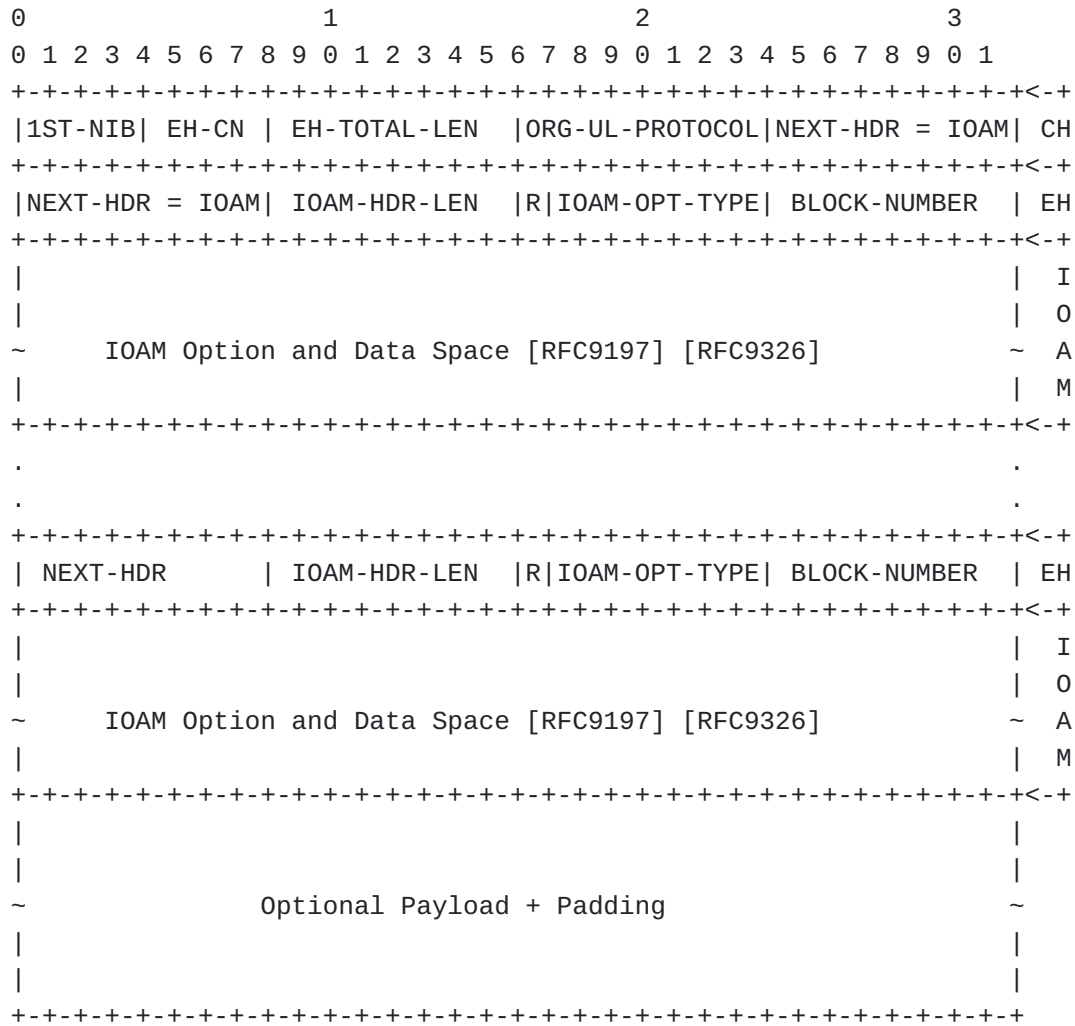 0                   1                   2                   3
0 1 2 3 4 5 6 7 8 9 0 1 2 3 4 5 6 7 8 9 0 1 2 3 4 5 6 7 8 9 0 1
+-+-+-+-+-+-+-+-+-+-+-+-+-+-+-+-+-+-+-+-+-+-+-+-+-+-+-+-+-+-+-+-+<-+
|1ST-NIB| EH-CN | EH-TOTAL-LEN  |ORG-UL-PROTOCOL|NEXT-HDR = IOAM| CH
+-+-+-+-+-+-+-+-+-+-+-+-+-+-+-+-+-+-+-+-+-+-+-+-+-+-+-+-+-+-+-+-+<-+
|NEXT-HDR = IOAM| IOAM-HDR-LEN  |R|IOAM-OPT-TYPE| BLOCK-NUMBER  | EH
+-+-+-+-+-+-+-+-+-+-+-+-+-+-+-+-+-+-+-+-+-+-+-+-+-+-+-+-+-+-+-+-+<-+
|                                                               |  I
|                                                               |  O
~     IOAM Option and Data Space [RFC9197] [RFC9326]            ~  A
|                                                               |  M
+-+-+-+-+-+-+-+-+-+-+-+-+-+-+-+-+-+-+-+-+-+-+-+-+-+-+-+-+-+-+-+-+<-+
.                                                               .
.                                                               .
+-+-+-+-+-+-+-+-+-+-+-+-+-+-+-+-+-+-+-+-+-+-+-+-+-+-+-+-+-+-+-+-+<-+
| NEXT-HDR      | IOAM-HDR-LEN  |R|IOAM-OPT-TYPE| BLOCK-NUMBER  | EH
+-+-+-+-+-+-+-+-+-+-+-+-+-+-+-+-+-+-+-+-+-+-+-+-+-+-+-+-+-+-+-+-+<-+
|                                                               |  I
|                                                               |  O
~     IOAM Option and Data Space [RFC9197] [RFC9326]            ~  A
|                                                               |  M
+-+-+-+-+-+-+-+-+-+-+-+-+-+-+-+-+-+-+-+-+-+-+-+-+-+-+-+-+-+-+-+-+<-+
|                                                               |
|                                                               |
~               Optional Payload + Padding                      ~
|                                                               |
|                                                               |
+-+-+-+-+-+-+-+-+-+-+-+-+-+-+-+-+-+-+-+-+-+-+-+-+-+-+-+-+-+-+-+-+